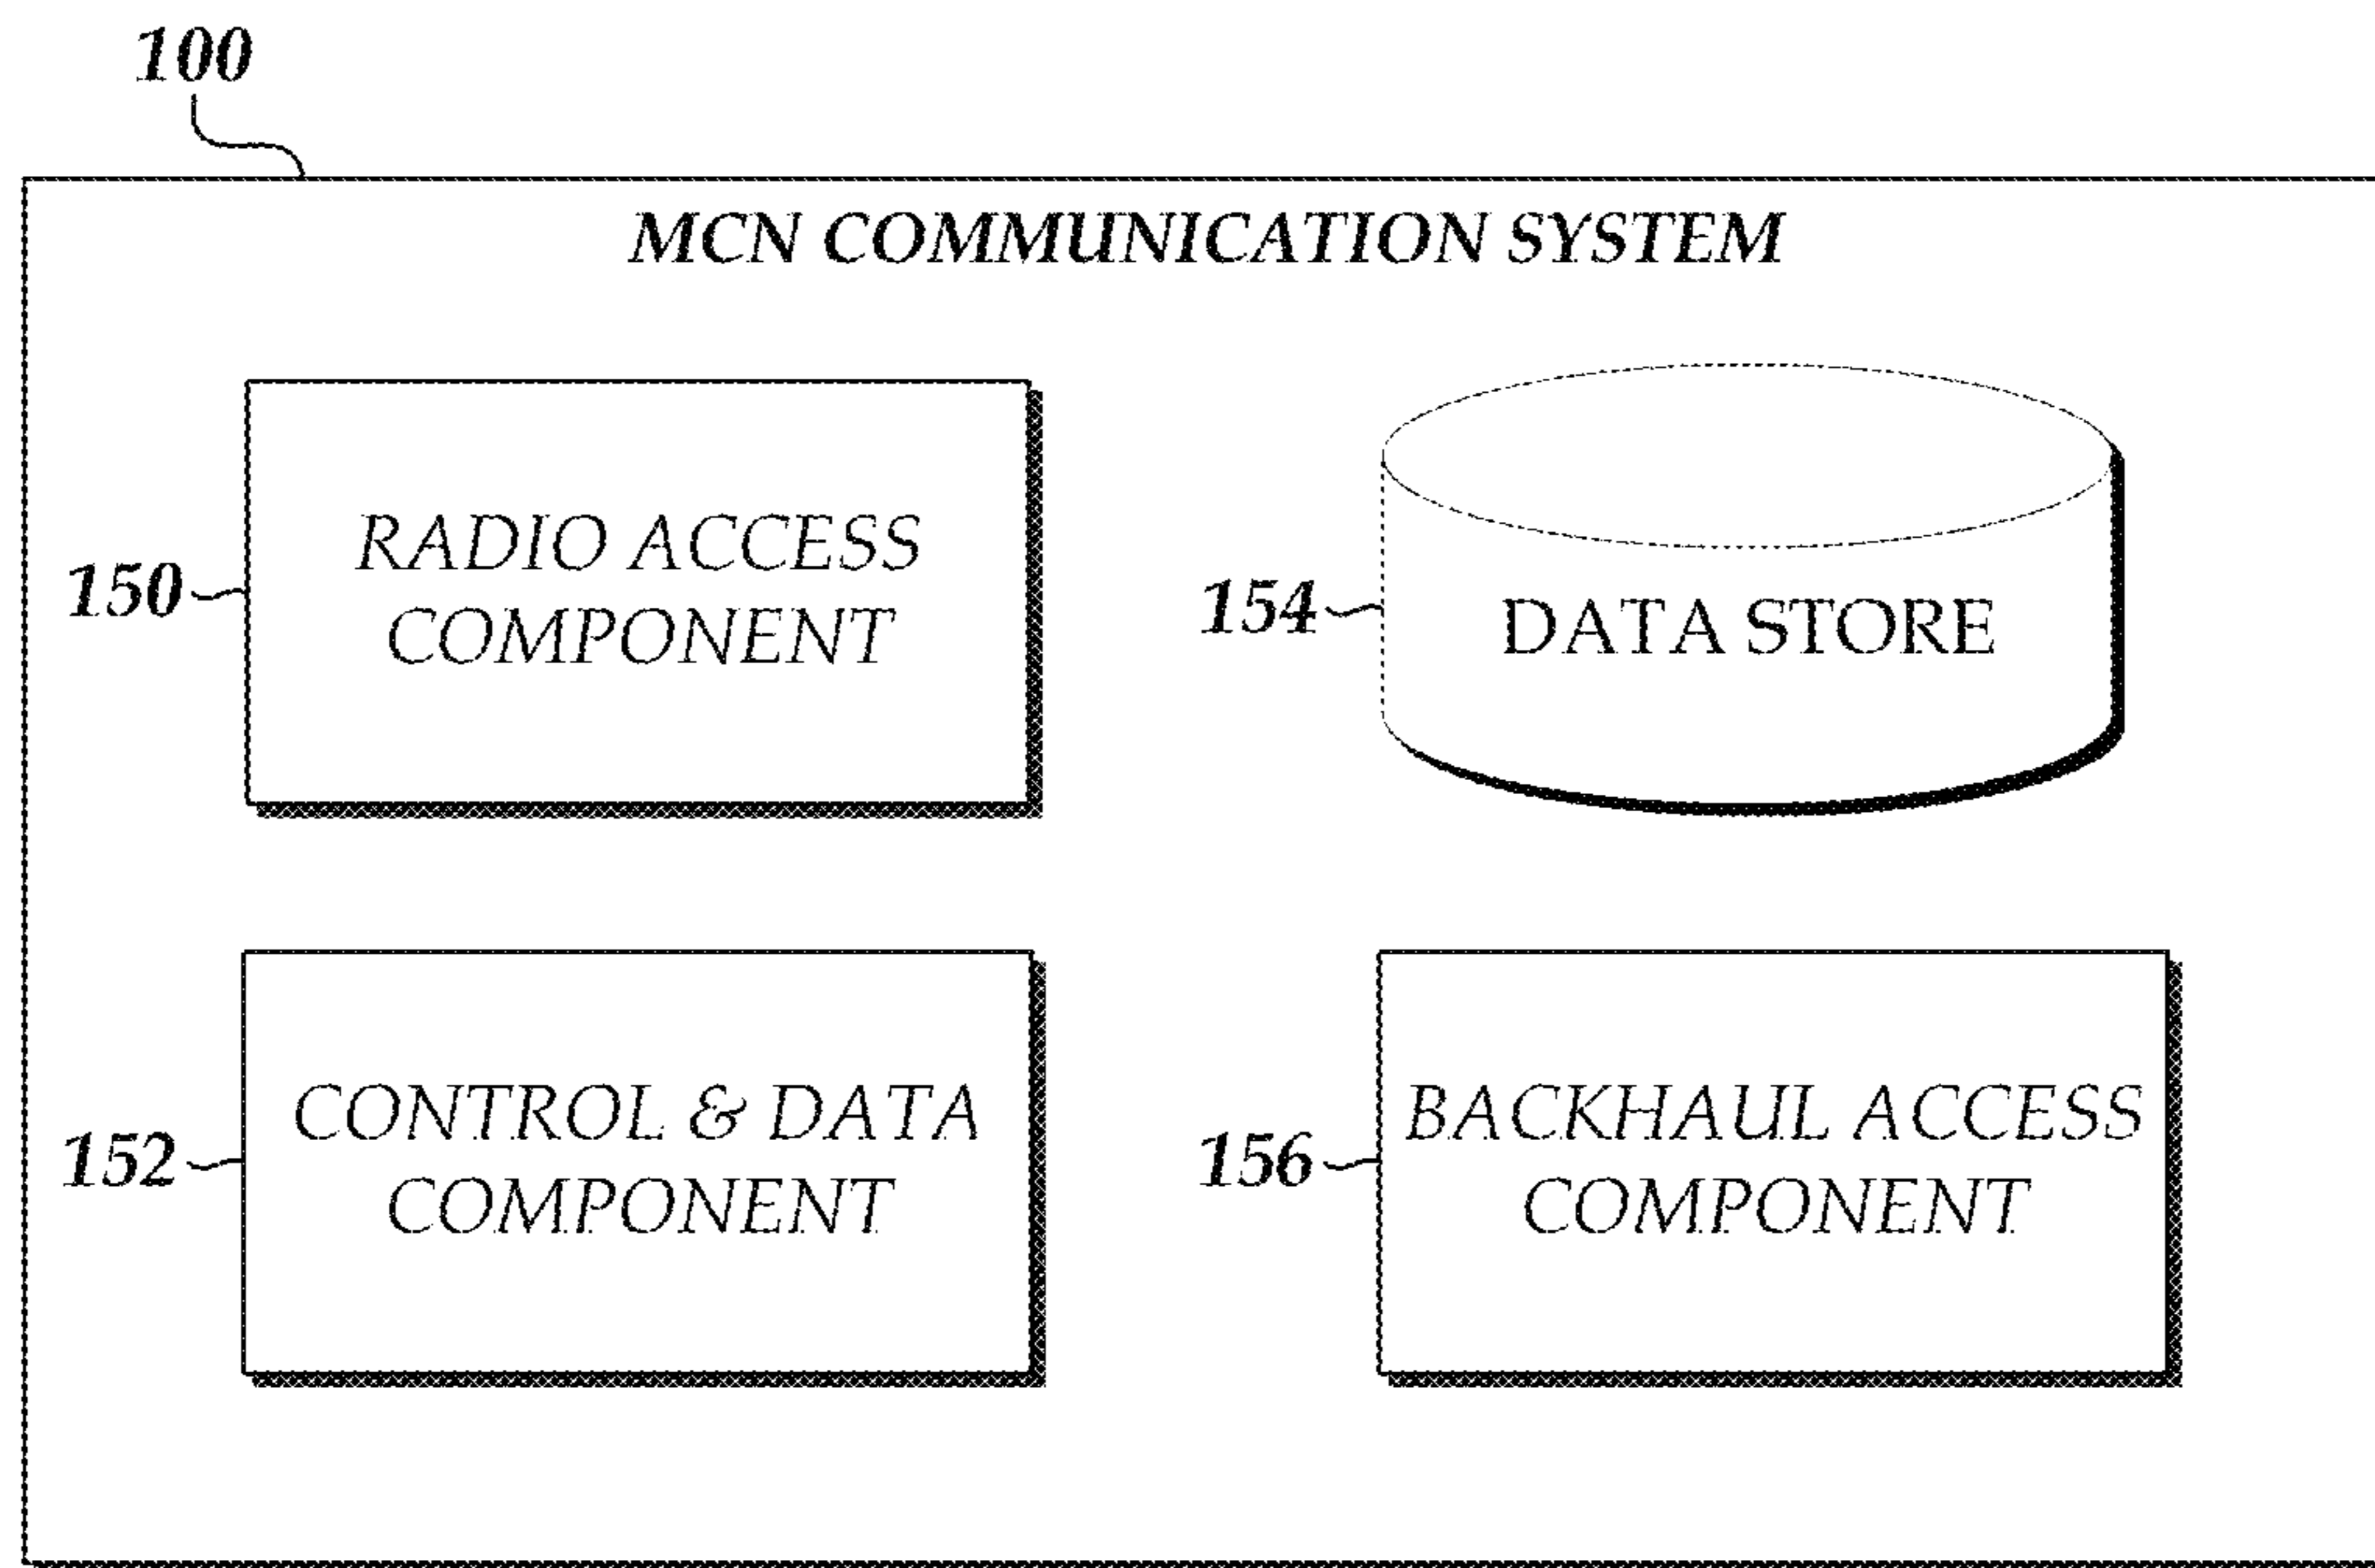 100
MCN COMMUNICATION SYSTEM
150
RADIO ACCESS
COMPONENT
154
DATA STORE
152
CONTROL & DATA
COMPONENT
156
BACKHAUL ACCESS
COMPONENT